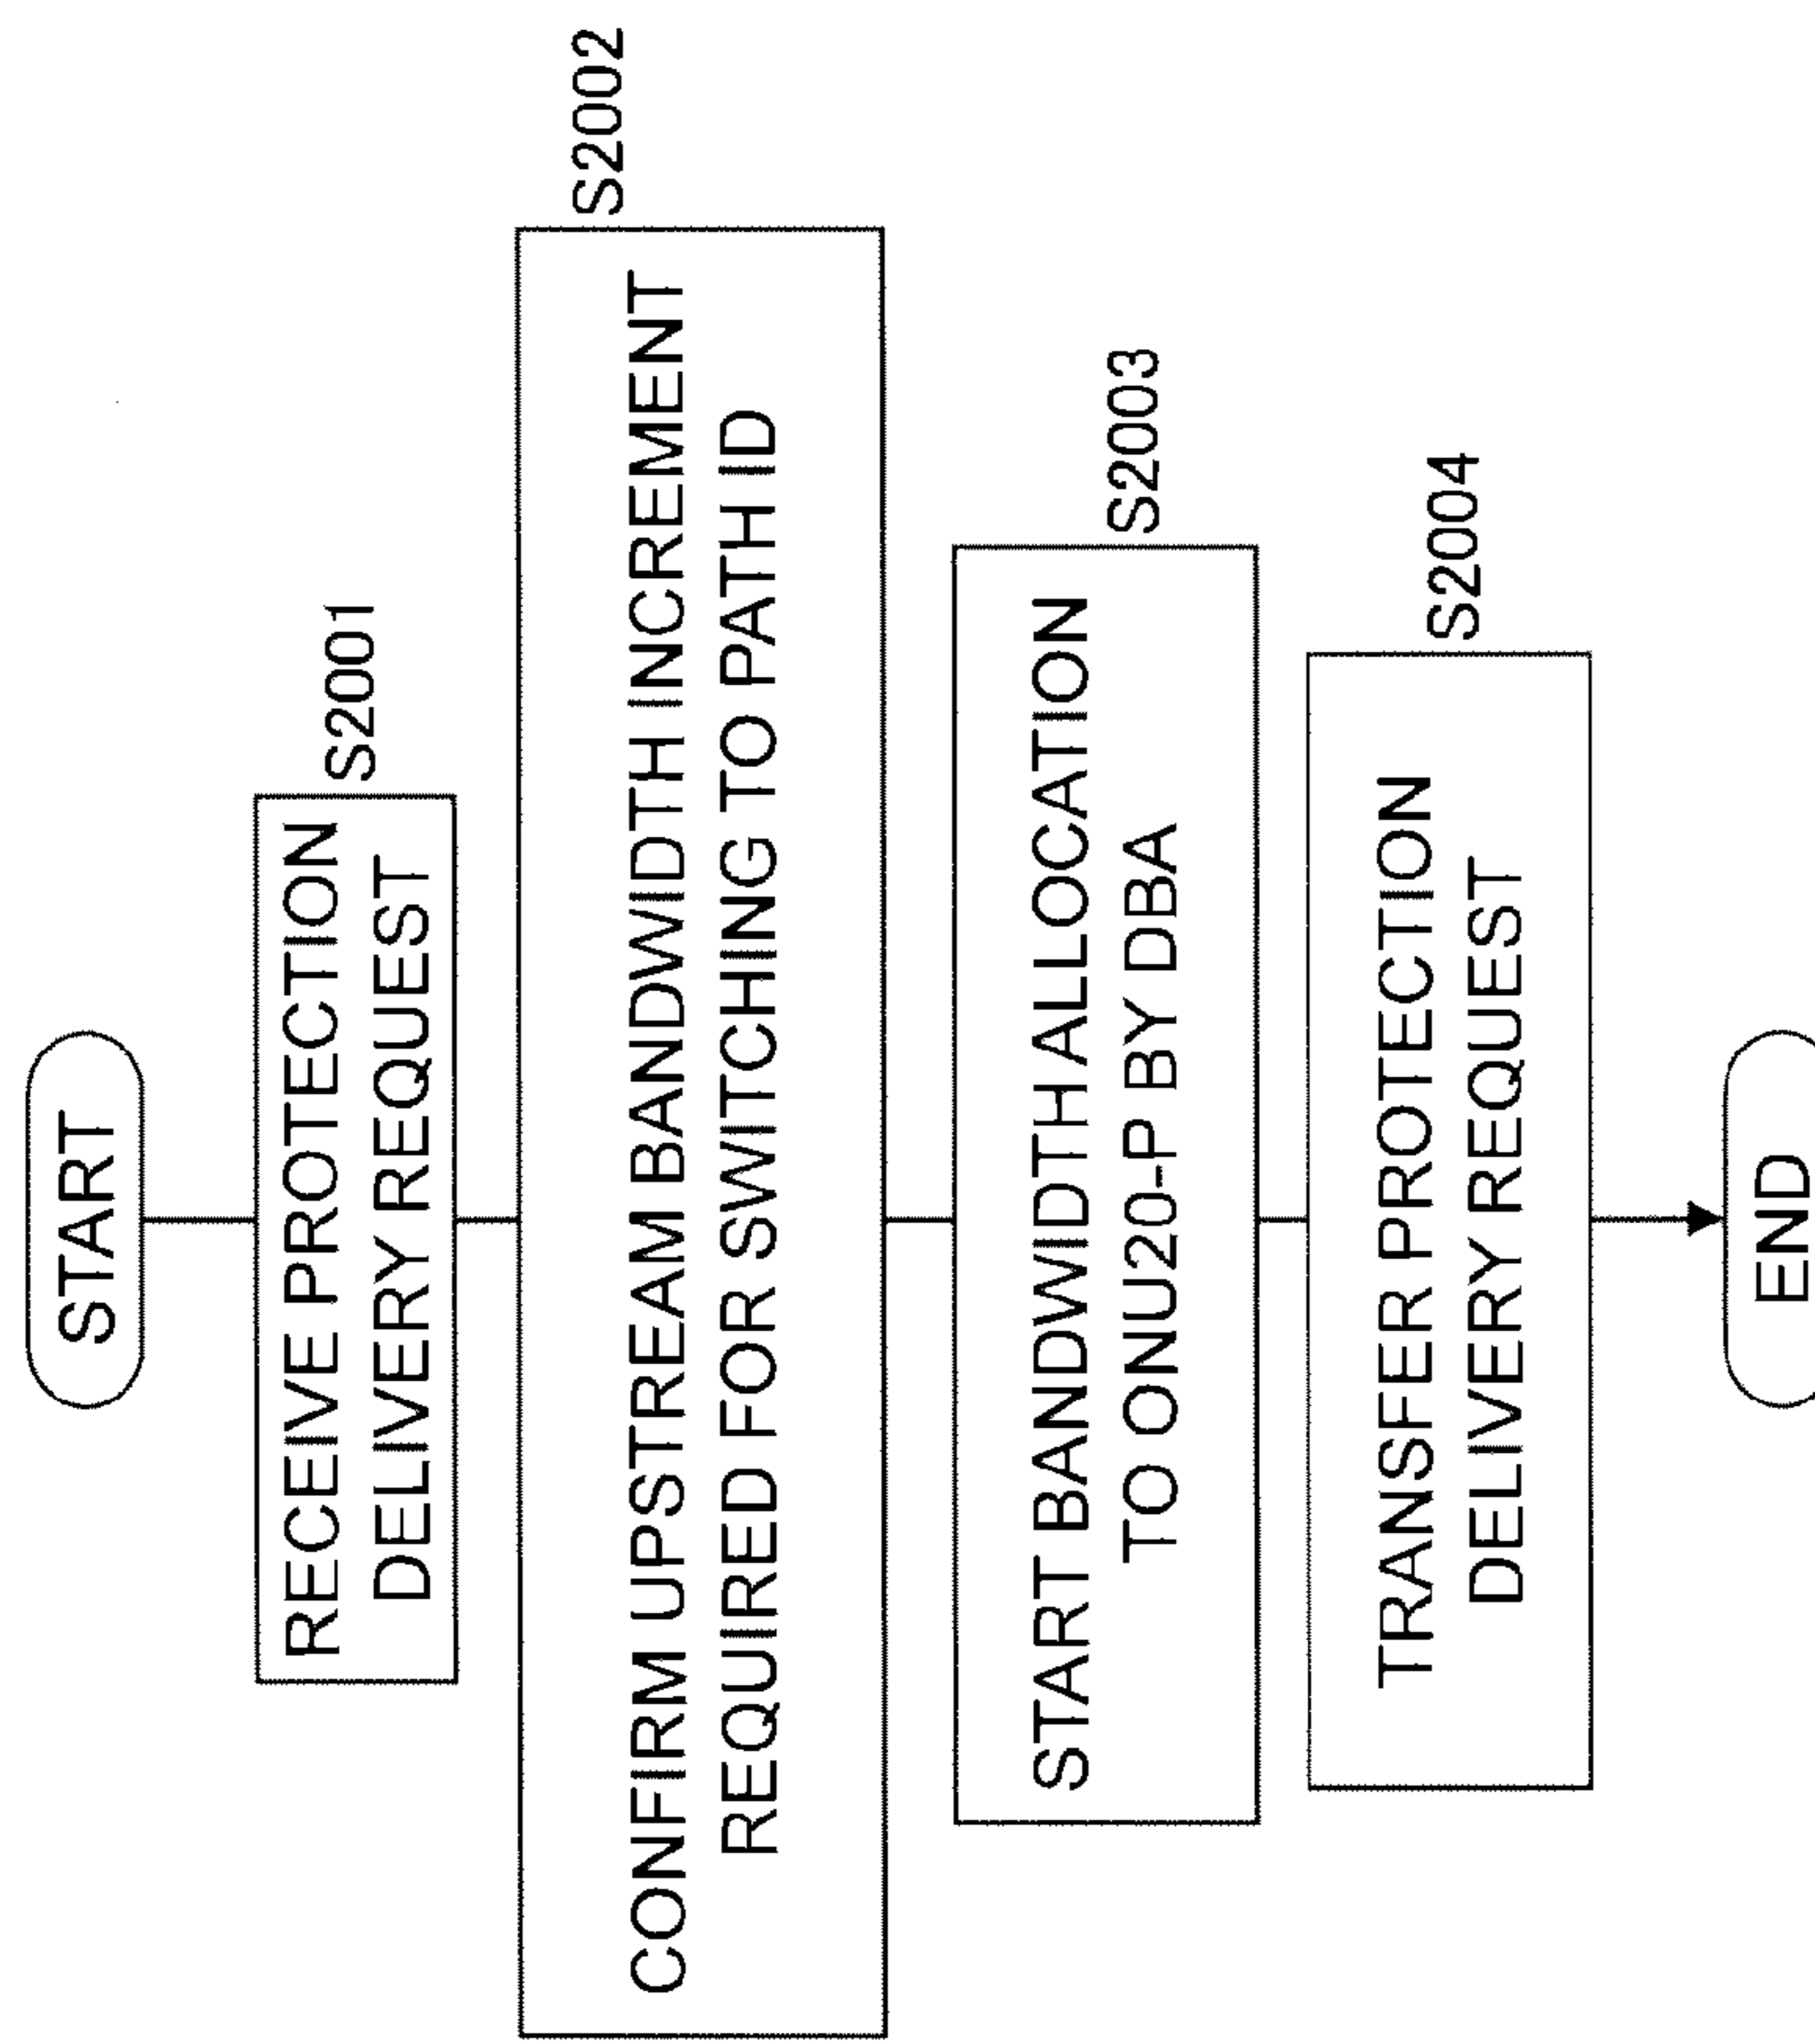 START
RECEIVE PROTECTION
DELIVERY REQUEST
S2001
CONFIRM UPSTREAM BANDWIDTH INCREMENT
REQUIRED FOR SWITCHING TO PATH ID
S2002
START BANDWIDTH ALLOCATION
TO ONU20-P BY DBA
S2003
TRANSFER PROTECTION
DELIVERY REQUEST
S2004
END